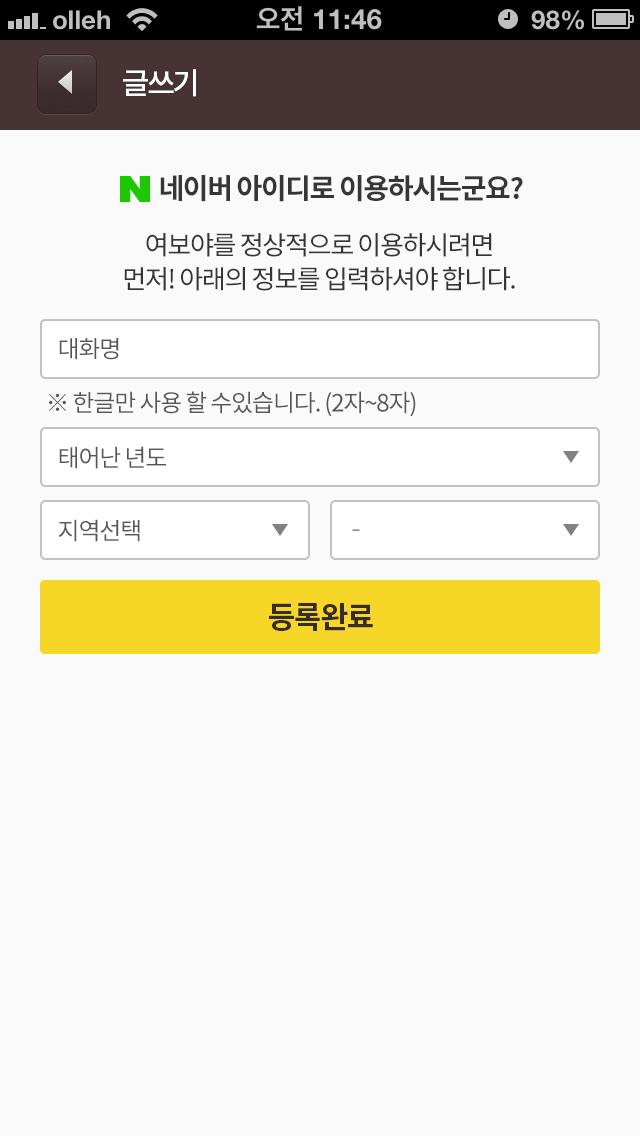 olleh 오전 11:46 98%
글쓰기
N 네이버 아이디로 이용하시는군요?
여보야를 정상적으로 이용하시려면
먼저! 아래의 정보를 입력하셔야 합니다.
대화명
※ 한글만 사용 할 수있습니다. (2자~8자)
태어난 년도
지역선택 -
등록완료